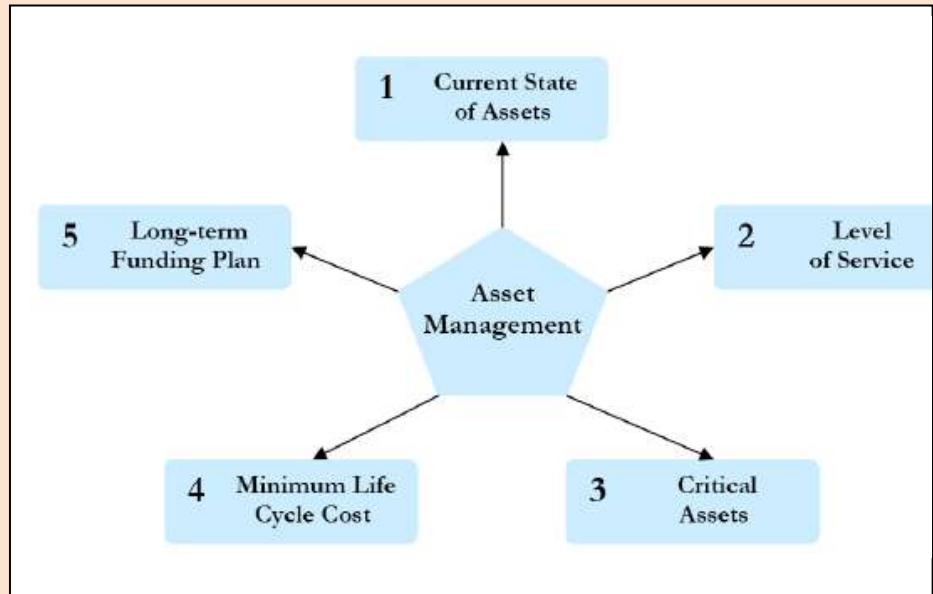 1 Current State
of Assets
5 Long-term
Funding Plan
2 Level
of Service
Asset
Management
4 Minimum Life
Cycle Cost
3 Critical
Assets